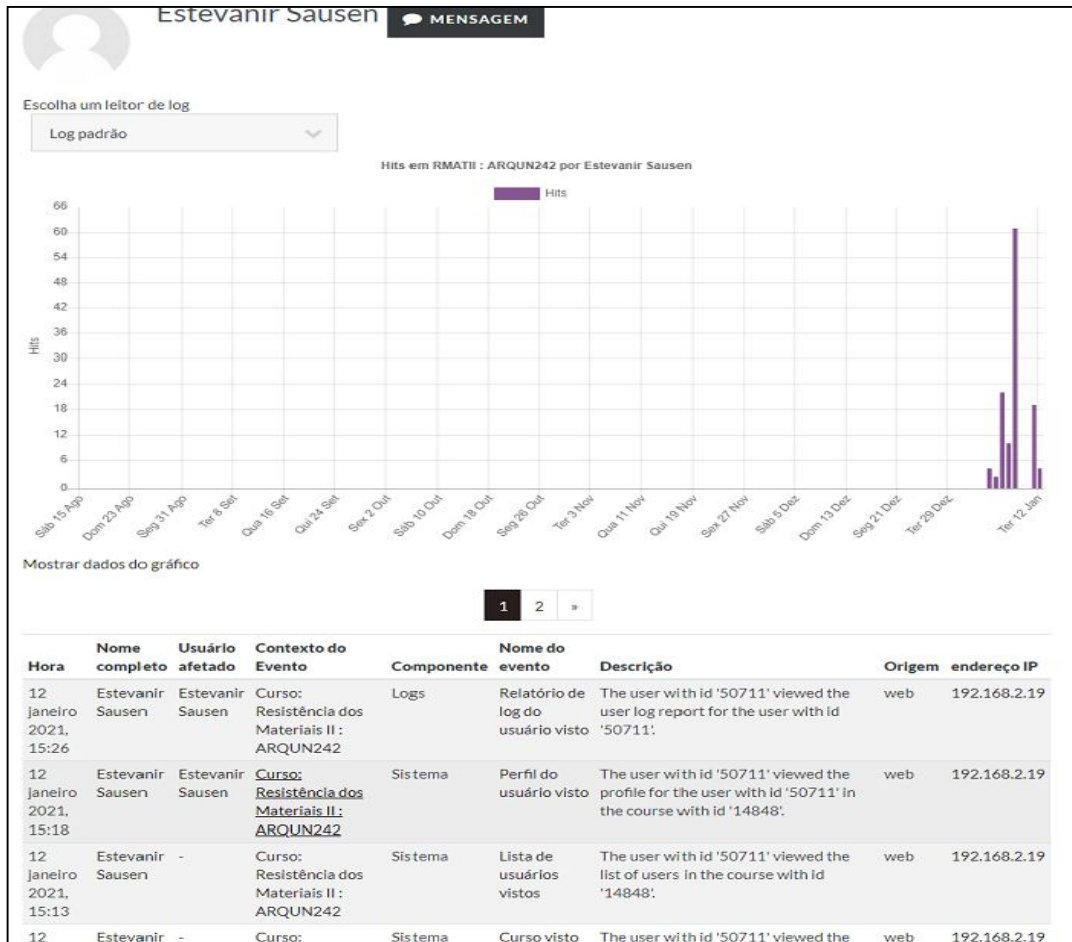 Estevanir Sausen
MENSAGEM
Escolha um leitor de log
Log padrão
Hits em RMATII : ARQUN242 por Estevanir Sausen
Hits
66
60
54
48
42
36
30
24
18
12
6
0
Hits
Sáb 15 Ago
Dom 23 Ago
Seg 31 Ago
Ter 8 Set
Qua 16 Set
Qui 24 Set
Sex 2 Out
Sáb 10 Out
Dom 18 Out
Seg 26 Out
Ter 3 Nov
Qua 11 Nov
Qui 19 Nov
Sex 27 Nov
Sáb 5 Dez
Dom 13 Dez
Seg 21 Dez
Ter 29 Dez
Ter 12 Jan
Mostrar dados do gráfico
1 2 »
Hora
Nome
completo
Usuário
afetado
Contexto do
Evento
Componente
Nome do
evento
Descrição
Origem
endereço IP
12
janeiro
2021,
15:26
Estevanir
Sausen
Estevanir
Sausen
Curso:
Resistência dos
Materiais II :
ARQUN242
Logs
Relatório de
log do
usuário visto
The user with id '50711' viewed the
user log report for the user with id
'50711'.
web
192.168.2.19
12
janeiro
2021,
15:18
Estevanir
Sausen
Estevanir
Sausen
Curso:
Resistência dos
Materiais II :
ARQUN242
Sistema
Perfil do
usuário visto
The user with id '50711' viewed the
profile for the user with id '50711' in
the course with id '14848'.
web
192.168.2.19
12
janeiro
2021,
15:13
Estevanir
Sausen
-
Curso:
Resistência dos
Materiais II :
ARQUN242
Sistema
Lista de
usuários
vistos
The user with id '50711' viewed the
list of users in the course with id
'14848'.
web
192.168.2.19
12
Estevanir
-
Curso:
Sistema
Curso visto
The user with id '50711' viewed the
web
192.168.2.19